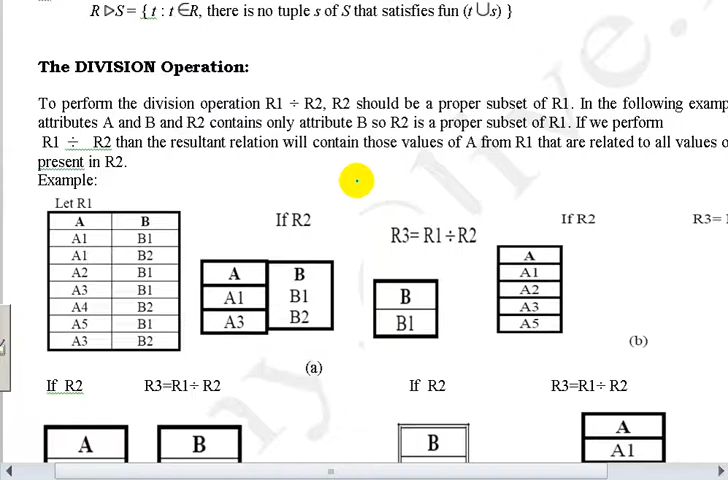 R ▷S = { t : t ∈R, there is no tuple s of S that satisfies fun (t ∪s) }
The DIVISION Operation:
To perform the division operation R1 ÷ R2, R2 should be a proper subset of R1. In the following
attributes A and B and R2 contains only attribute B so R2 is a proper subset of R1. If we perform
R1 ÷ R2 than the resultant relation will contain those values of A from R1 that are related to all values
present in R2.
Example:
Let R1
A B
A1 B1
A1 B2
A2 B1
A3 B1
A4 B2
A5 B1
A3 B2
If R2
A B
A1 B1
A3 B2
(a)
R3= R1÷R2
B
B1
If R2
A
A1
A2
A3
A5
R3=
(b)
If R2 R3=R1÷ R2 If R2 R3=R1÷ R2
A B B A
A1